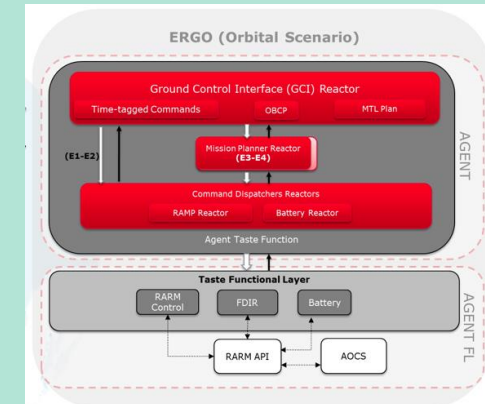 ERGO (Orbital Scenario)
Ground Control Interface (GCI) Reactor
Time-tagged Commands
OBCP
MTL Plan
(E1-E2)
Mission Planner Reactor
(E3-E4)
Command Dispatchers Reactors
RAMP Reactor
Battery Reactor
Agent Taste Function
AGENT
Taste Functional Layer
RARM
Control
FDIR
Battery
RARM API
AOCS
AGENT FL